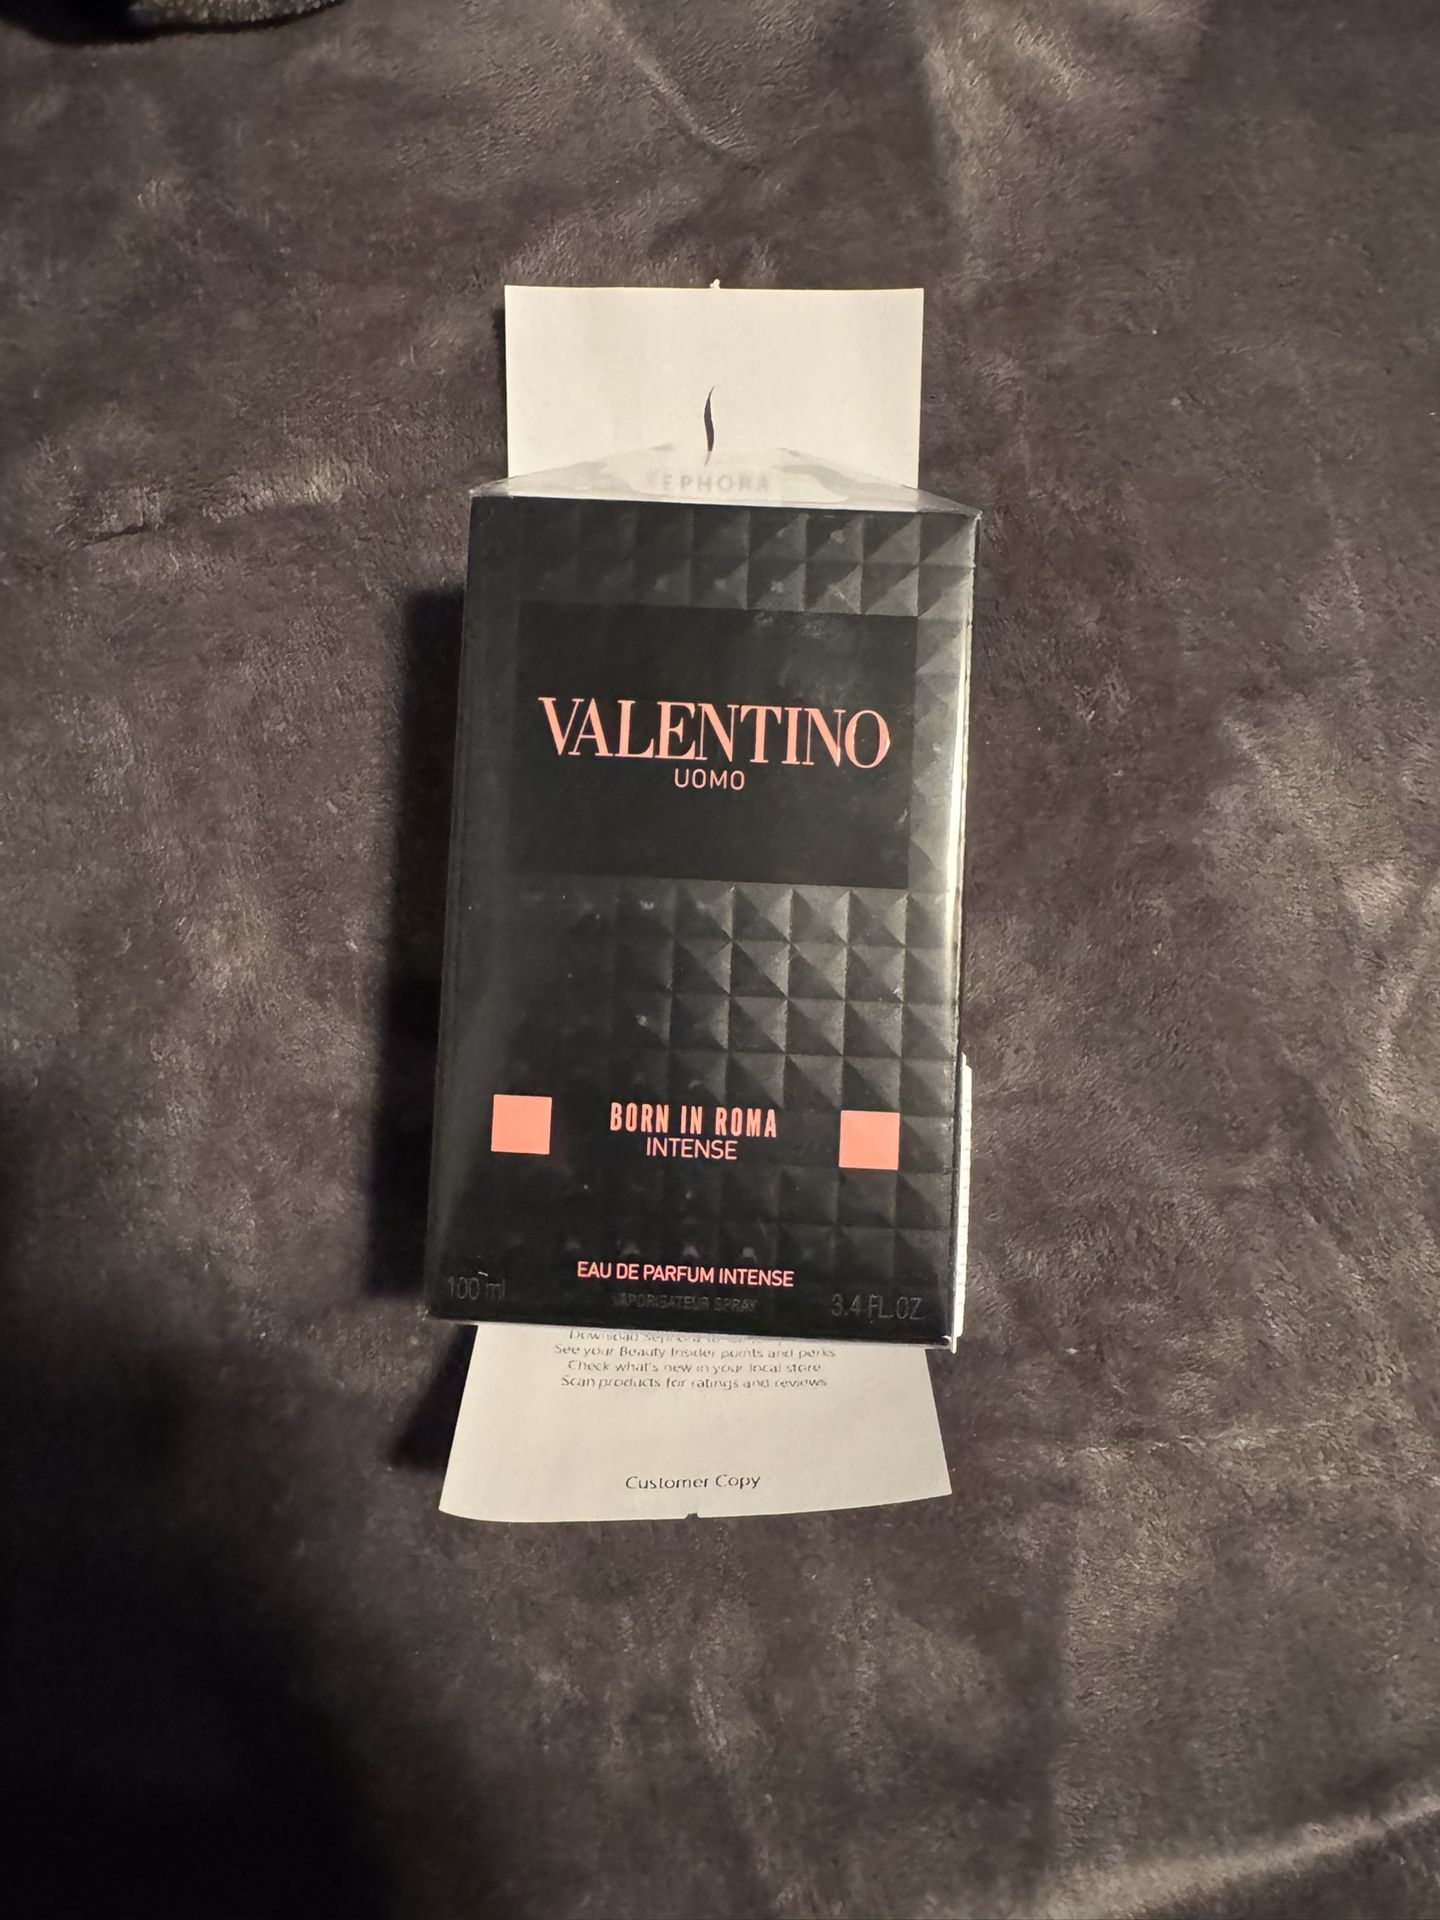 SEPHORA
VALENTINO
UOMO
BORN IN ROMA
INTENSE
EAU DE PARFUM INTENSE
100 ml
VAPORISATEUR SPRAY
3.4 FL.OZ
See your Beauty Insider points and perks
Check what's new in your local store
Scan products for ratings and reviews
Customer Copy